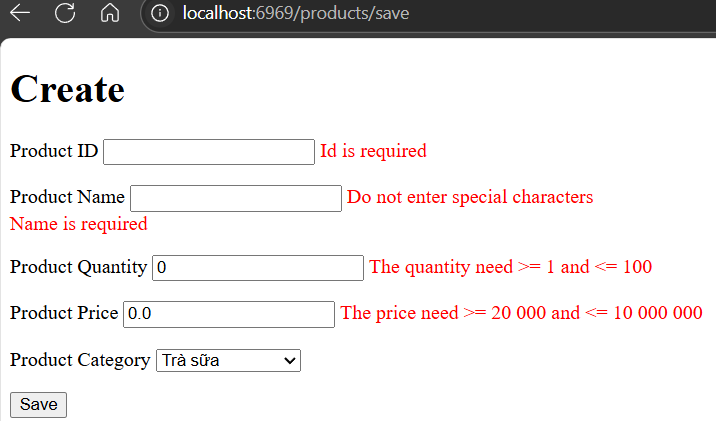 localhost:6969/products/save
Create
Product ID Id is required
Product Name Do not enter special characters
Name is required
Product Quantity 0 The quantity need >= 1 and <= 100
Product Price 0.0 The price need >= 20 000 and <= 10 000 000
Product Category Trà sữa
Save